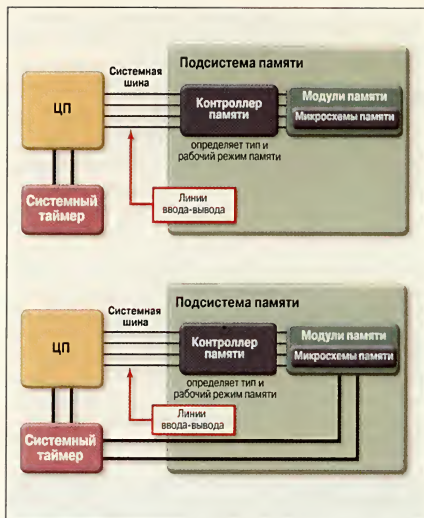 Подсистема памяти
Системная
шина
ЦП
Контроллер
памяти
Модули памяти
Микросхемы памяти
определяет тип и
рабочий режим памяти
Системный
таймер
Линии
ввода-вывода
Подсистема памяти
Системная
шина
ЦП
Контроллер
памяти
Модули памяти
Микросхемы памяти
определяет тип и
рабочий режим памяти
Линии
ввода-вывода
Системный
таймер